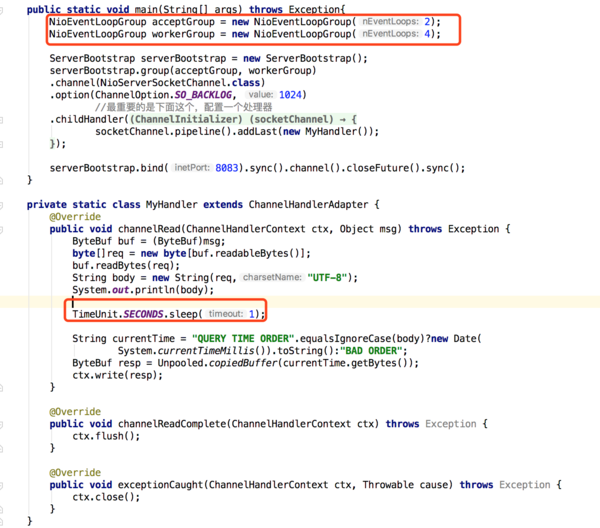 public static void main(String[] args) throws Exception{
NioEventLoopGroup acceptGroup = new NioEventLoopGroup( nEventLoops: 2);
NioEventLoopGroup workerGroup = new NioEventLoopGroup( nEventLoops: 4);
ServerBootstrap serverBootstrap = new ServerBootstrap();
serverBootstrap.group(acceptGroup, workerGroup)
.channel(NioServerSocketChannel.class)
.option(ChannelOption.SO_BACKLOG, value: 1024)
//最重要的是下面这个，配置一个处理器
.childHandler((ChannelInitializer) (socketChannel) → {
socketChannel.pipeline().addLast(new MyHandler());
});
serverBootstrap.bind( inetPort: 8083).sync().channel().closeFuture().sync();
}
private static class MyHandler extends ChannelHandlerAdapter {
@Override
public void channelRead(ChannelHandlerContext ctx, Object msg) throws Exception {
ByteBuf buf = (ByteBuf)msg;
byte[]req = new byte[buf.readableBytes()];
buf.readBytes(req);
String body = new String(req, charsetName: "UTF-8");
System.out.println(body);
TimeUnit.SECONDS.sleep( timeout: 1);
String currentTime = "QUERY TIME ORDER".equalsIgnoreCase(body)?new Date(
System.currentTimeMillis()).toString():"BAD ORDER";
ByteBuf resp = Unpooled.copiedBuffer(currentTime.getBytes());
ctx.write(resp);
}
@Override
public void channelReadComplete(ChannelHandlerContext ctx) throws Exception {
ctx.flush();
}
@Override
public void exceptionCaught(ChannelHandlerContext ctx, Throwable cause) throws Exception {
ctx.close();
}
}